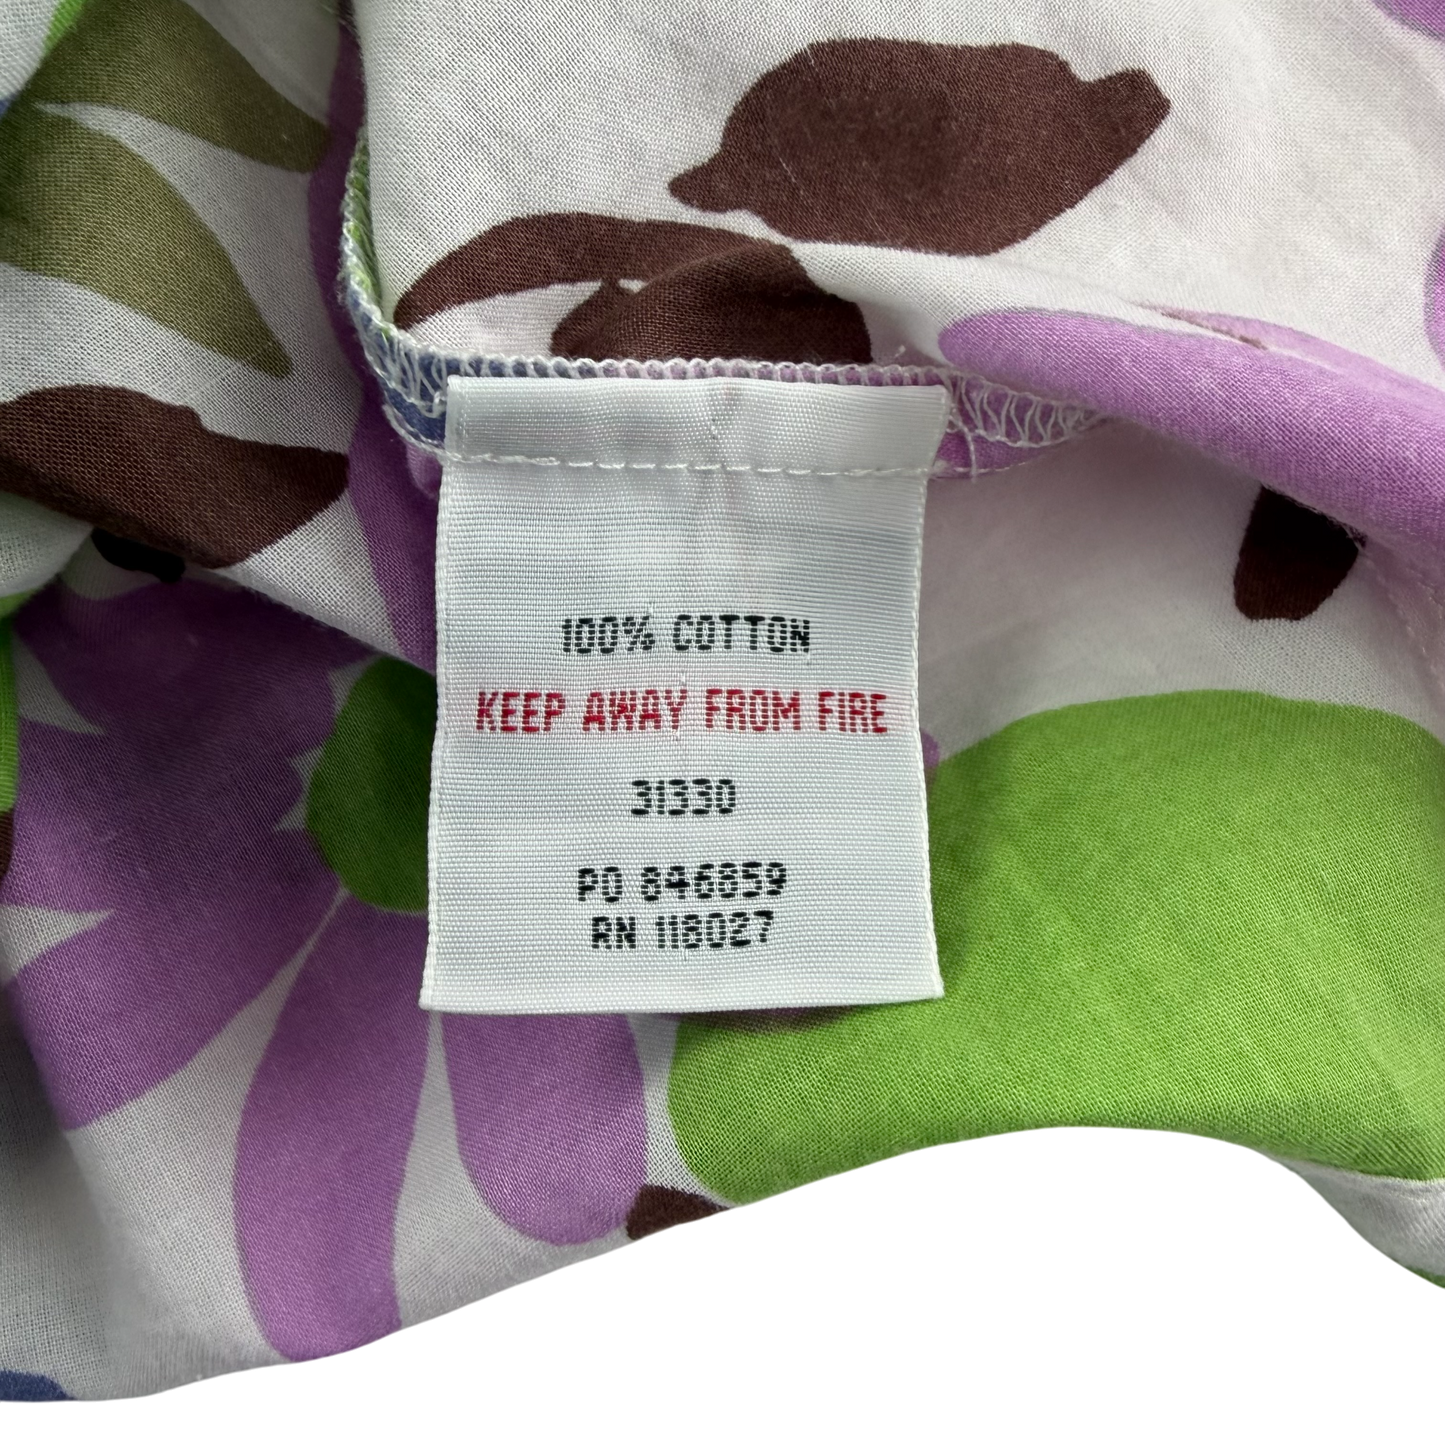 100% COTTON
KEEP AWAY FROM FIRE
31330
PO 846859
RN 118027